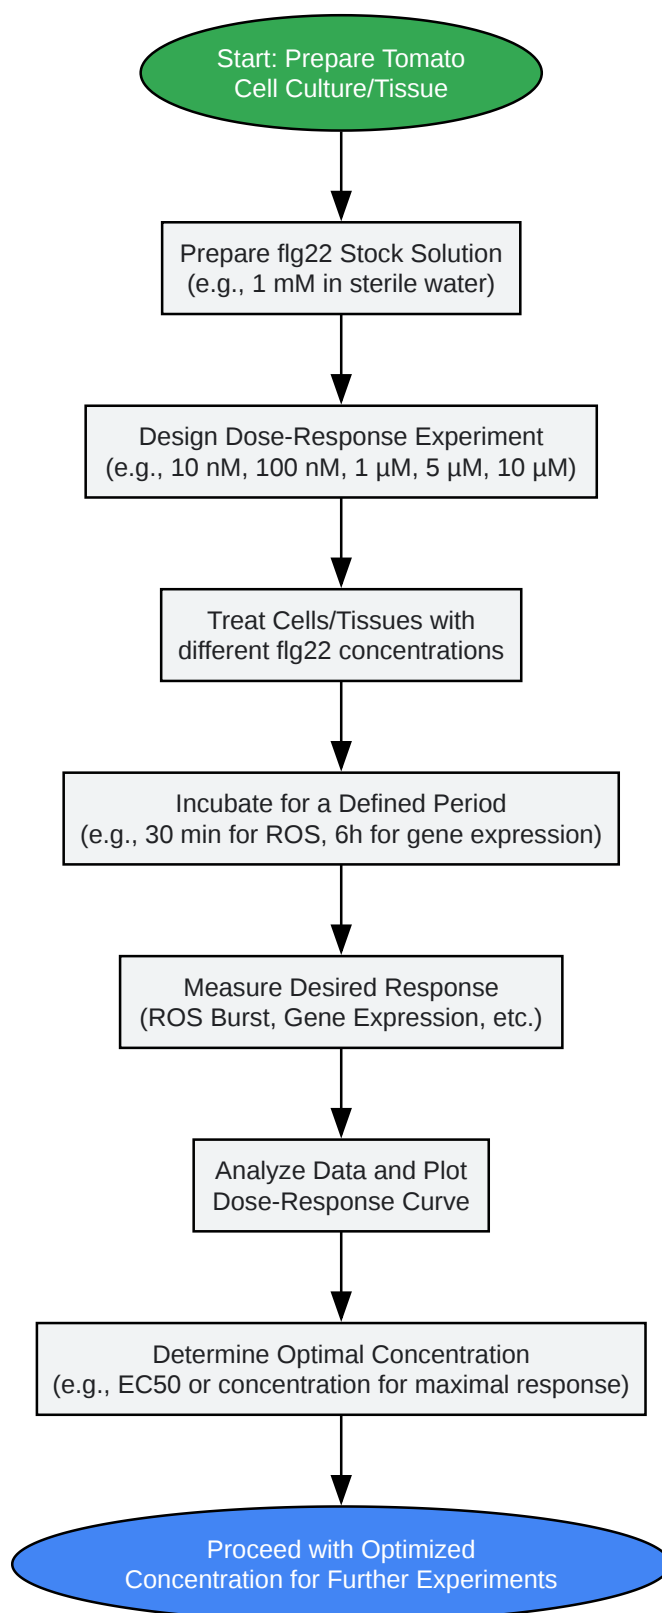 Start: Prepare Tomato
Cell Culture/Tissue
Prepare flg22 Stock Solution
(e.g., 1 mM in sterile water)
Design Dose-Response Experiment
(e.g., 10 nM, 100 nM, 1 µM, 5 µM, 10 µM)
Treat Cells/Tissues with
different flg22 concentrations
Incubate for a Defined Period
(e.g., 30 min for ROS, 6h for gene expression)
Measure Desired Response
(ROS Burst, Gene Expression, etc.)
Analyze Data and Plot
Dose-Response Curve
Determine Optimal Concentration
(e.g., EC50 or concentration for maximal response)
Proceed with Optimized
Concentration for Further Experiments